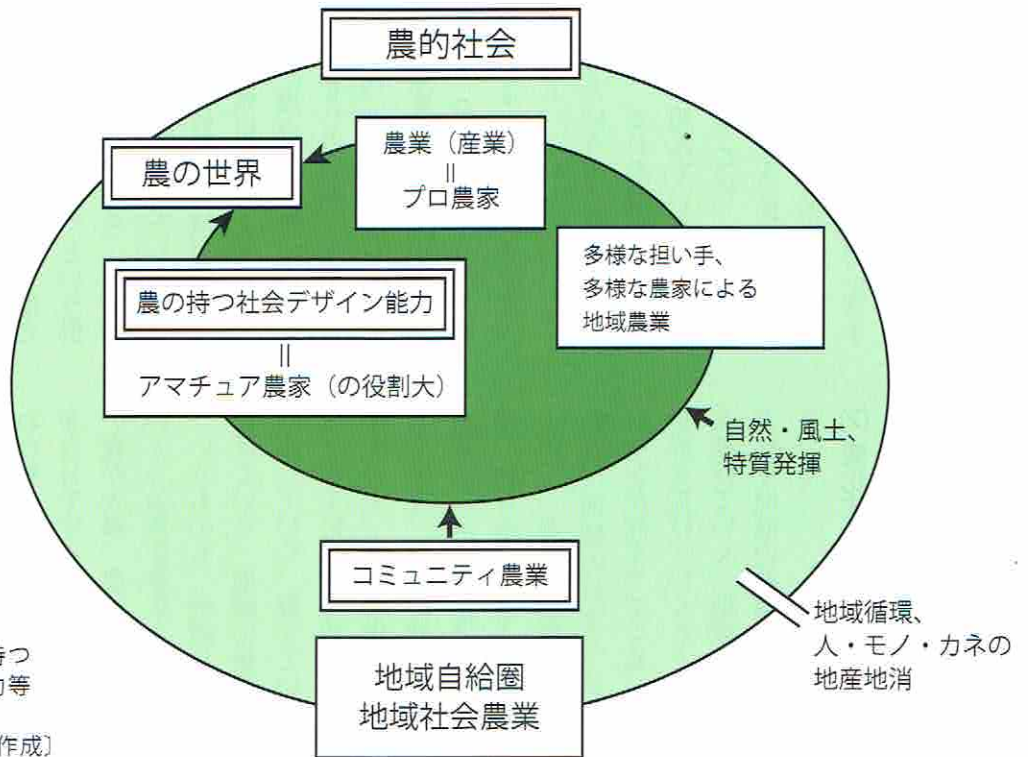 農的社会
農業（産業）
＝
プロ農家
農の世界
多様な担い手、
多様な農家による
地域農業
農の持つ社会デザイン能力
＝
アマチュア農家（の役割大）
自然・風土、
特質発揮
コミュニティ農業
地域循環、
人・モノ・カネの
地産地消
地域自給圏
地域社会農業
持つ
等
作成〕